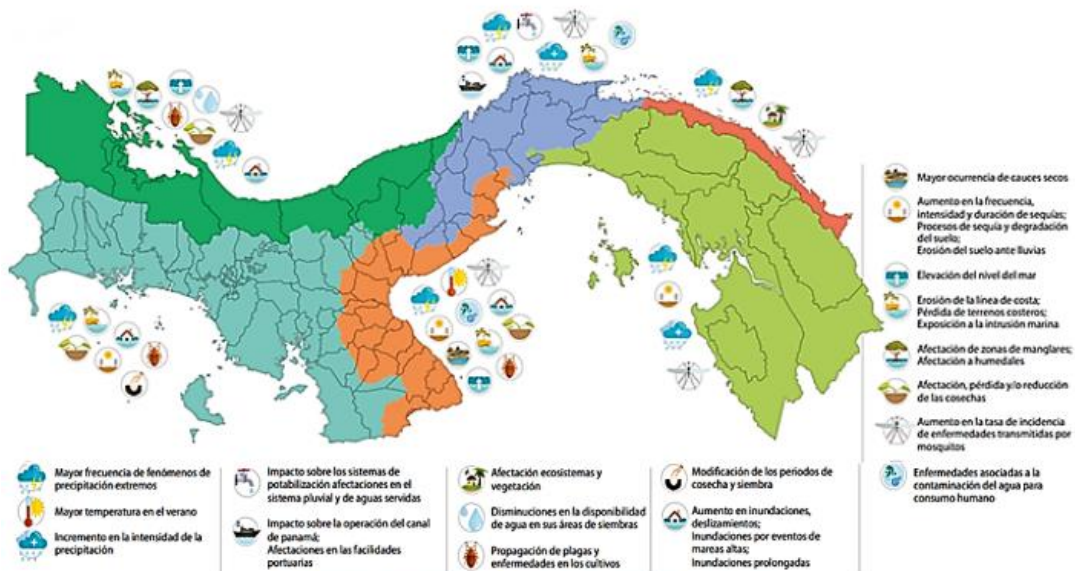 Mayor ocurrencia de cauces secos
Aumento en la frecuencia,
intensidad y duración de sequías;
Procesos de sequía y degradación
del suelo;
Erosión del suelo ante lluvias
Elevación del nivel del mar
Erosión de la línea de costa;
Pérdida de terrenos costeros;
Exposición a la intrusión marina
Afectación de zonas de manglares;
Afectación a humedales
Afectación, pérdida y/o reducción
de las cosechas
Aumento en la tasa de incidencia
de enfermedades transmitidas por
mosquitos
Enfermedades asociadas a la
contaminación del agua para
consumo humano
Mayor frecuencia de fenómenos de
precipitación extremos
Mayor temperatura en el verano
Incremento en la intensidad de la
precipitación
Impacto sobre los sistemas de
potabilización afectaciones en el
sistema pluvial y de aguas servidas
Impacto sobre la operación del canal
de panamá;
Afectaciones en las facilidades
portuarias
Afectación ecosistemas y
vegetación
Disminuciones en la disponibilidad
de agua en sus áreas de siembras
Propagación de plagas y
enfermedades en los cultivos
Modificación de los periodos de
cosecha y siembra
Aumento en inundaciones,
deslizamientos;
Inundaciones por eventos de
mareas altas;
Inundaciones prolongadas